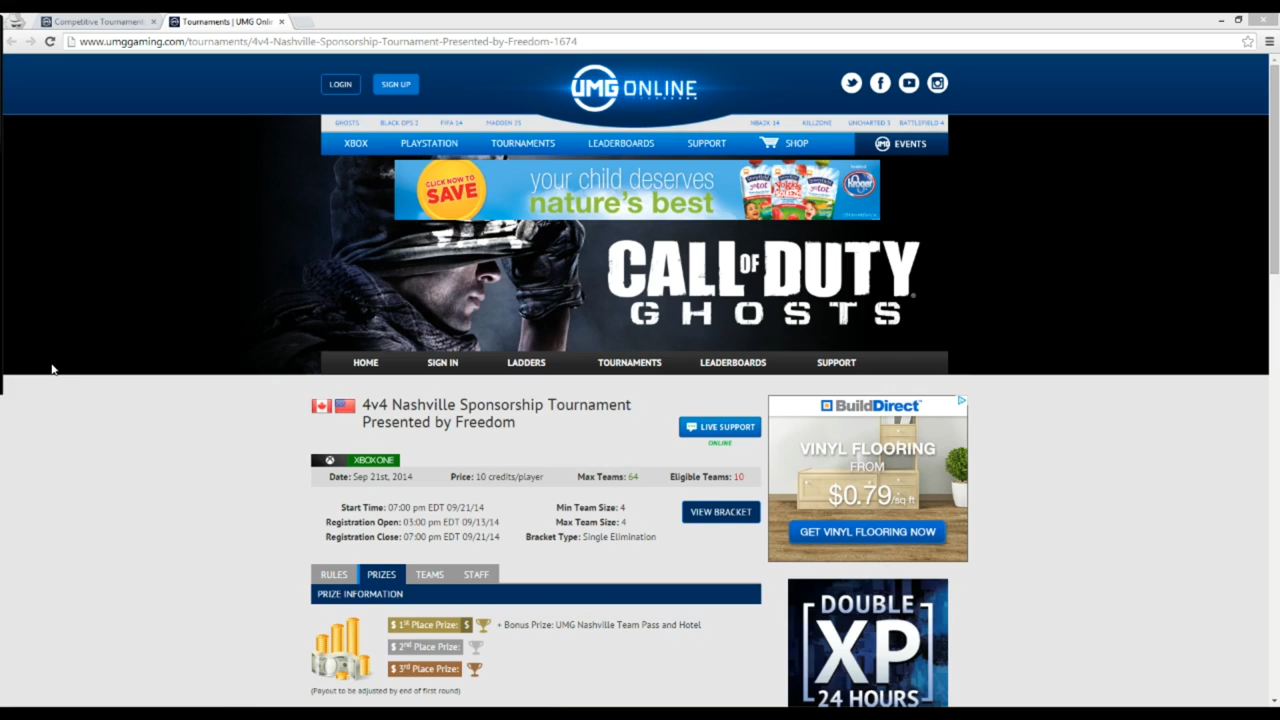 Competitive Tournament
Tournaments | UMG Onlin
www.umggaming.com/tournaments/4v4-Nashville-Sponsorship-Tournament-Presented-by-Freedom-1674
LOGIN
SIGN UP
UMG ONLINE
GHOSTS BLACK OPS 2 FIFA 14 MADDEN 25 NBA2K 14 KILLZONE UNCHARTED 3 BATTLEFIELD 4
XBOX PLAYSTATION TOURNAMENTS LEADERBOARDS SUPPORT SHOP UMG EVENTS
CLICK NOW TO
SAVE
your child deserves
nature's best
Kroger
CALL OF DUTY
GHOSTS
HOME SIGN IN LADDERS TOURNAMENTS LEADERBOARDS SUPPORT
4v4 Nashville Sponsorship Tournament
Presented by Freedom
LIVE SUPPORT
ONLINE
XBOX ONE
Date: Sep 21st, 2014 Price: 10 credits/player Max Teams: 64 Eligible Teams: 10
Start Time: 07:00 pm EDT 09/21/14 Min Team Size: 4
Registration Open: 03:00 pm EDT 09/13/14 Max Team Size: 4
Registration Close: 07:00 pm EDT 09/21/14 Bracket Type: Single Elimination
VIEW BRACKET
RULES PRIZES TEAMS STAFF
PRIZE INFORMATION
$ 1st Place Prize: $ + Bonus Prize: UMG Nashville Team Pass and Hotel
$ 2nd Place Prize:
$ 3rd Place Prize:
(Payout to be adjusted by end of first round)
BuildDirect
VINYL FLOORING
FROM
$0.79/sq ft
GET VINYL FLOORING NOW
DOUBLE
XP
24 HOURS